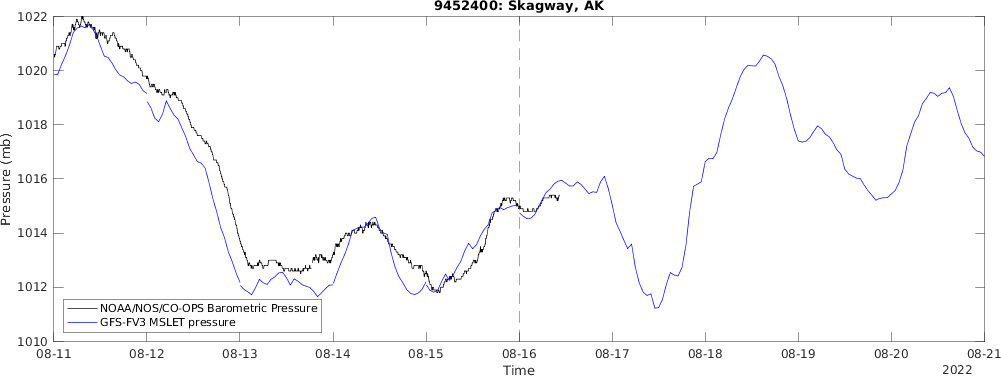 9452400: Skagway, AK
1022
1020
1018
1016
1014
1012
1010
Pressure (mb)
NOAA/NOS/CO-OPS Barometric Pressure
GFS-FV3 MSLET pressure
08-11 08-12 08-13 08-14 08-15 08-16 08-17 08-18 08-19 08-20 08-21
Time
2022